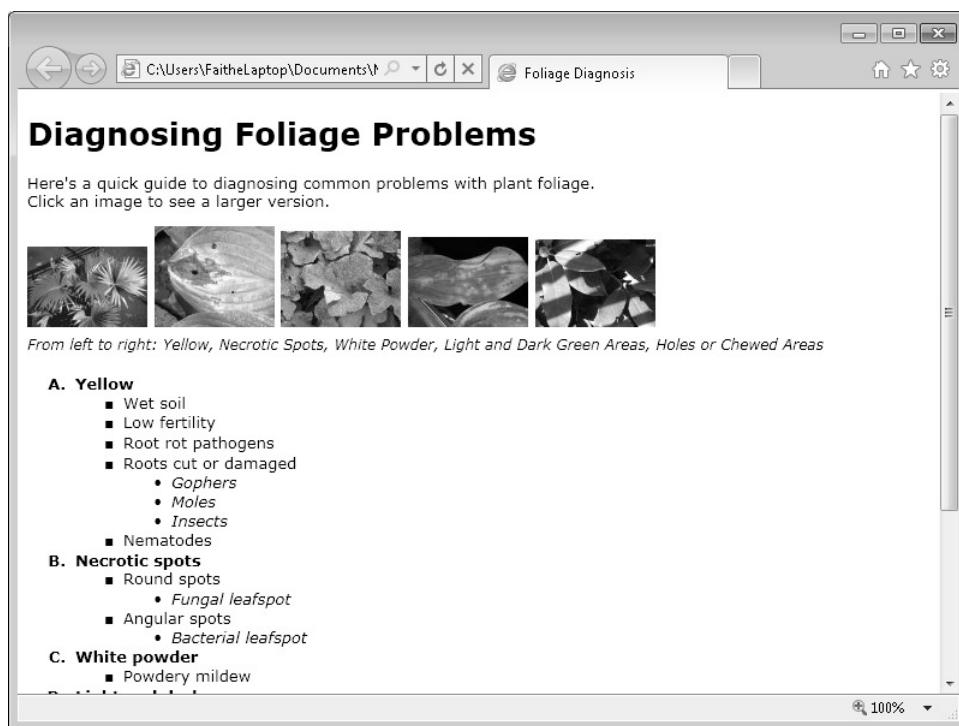 C:\Users\FaitheLaptop\Documents\
Foliage Diagnosis
Diagnosing Foliage Problems
Here's a quick guide to diagnosing common problems with plant foliage.
Click an image to see a larger version.
From left to right: Yellow, Necrotic Spots, White Powder, Light and Dark Green Areas, Holes or Chewed Areas
A. Yellow
■ Wet soil
■ Low fertility
■ Root rot pathogens
■ Roots cut or damaged
• Gophers
• Moles
• Insects
■ Nematodes
B. Necrotic spots
■ Round spots
• Fungal leafspot
■ Angular spots
• Bacterial leafspot
C. White powder
■ Powdery mildew
100%